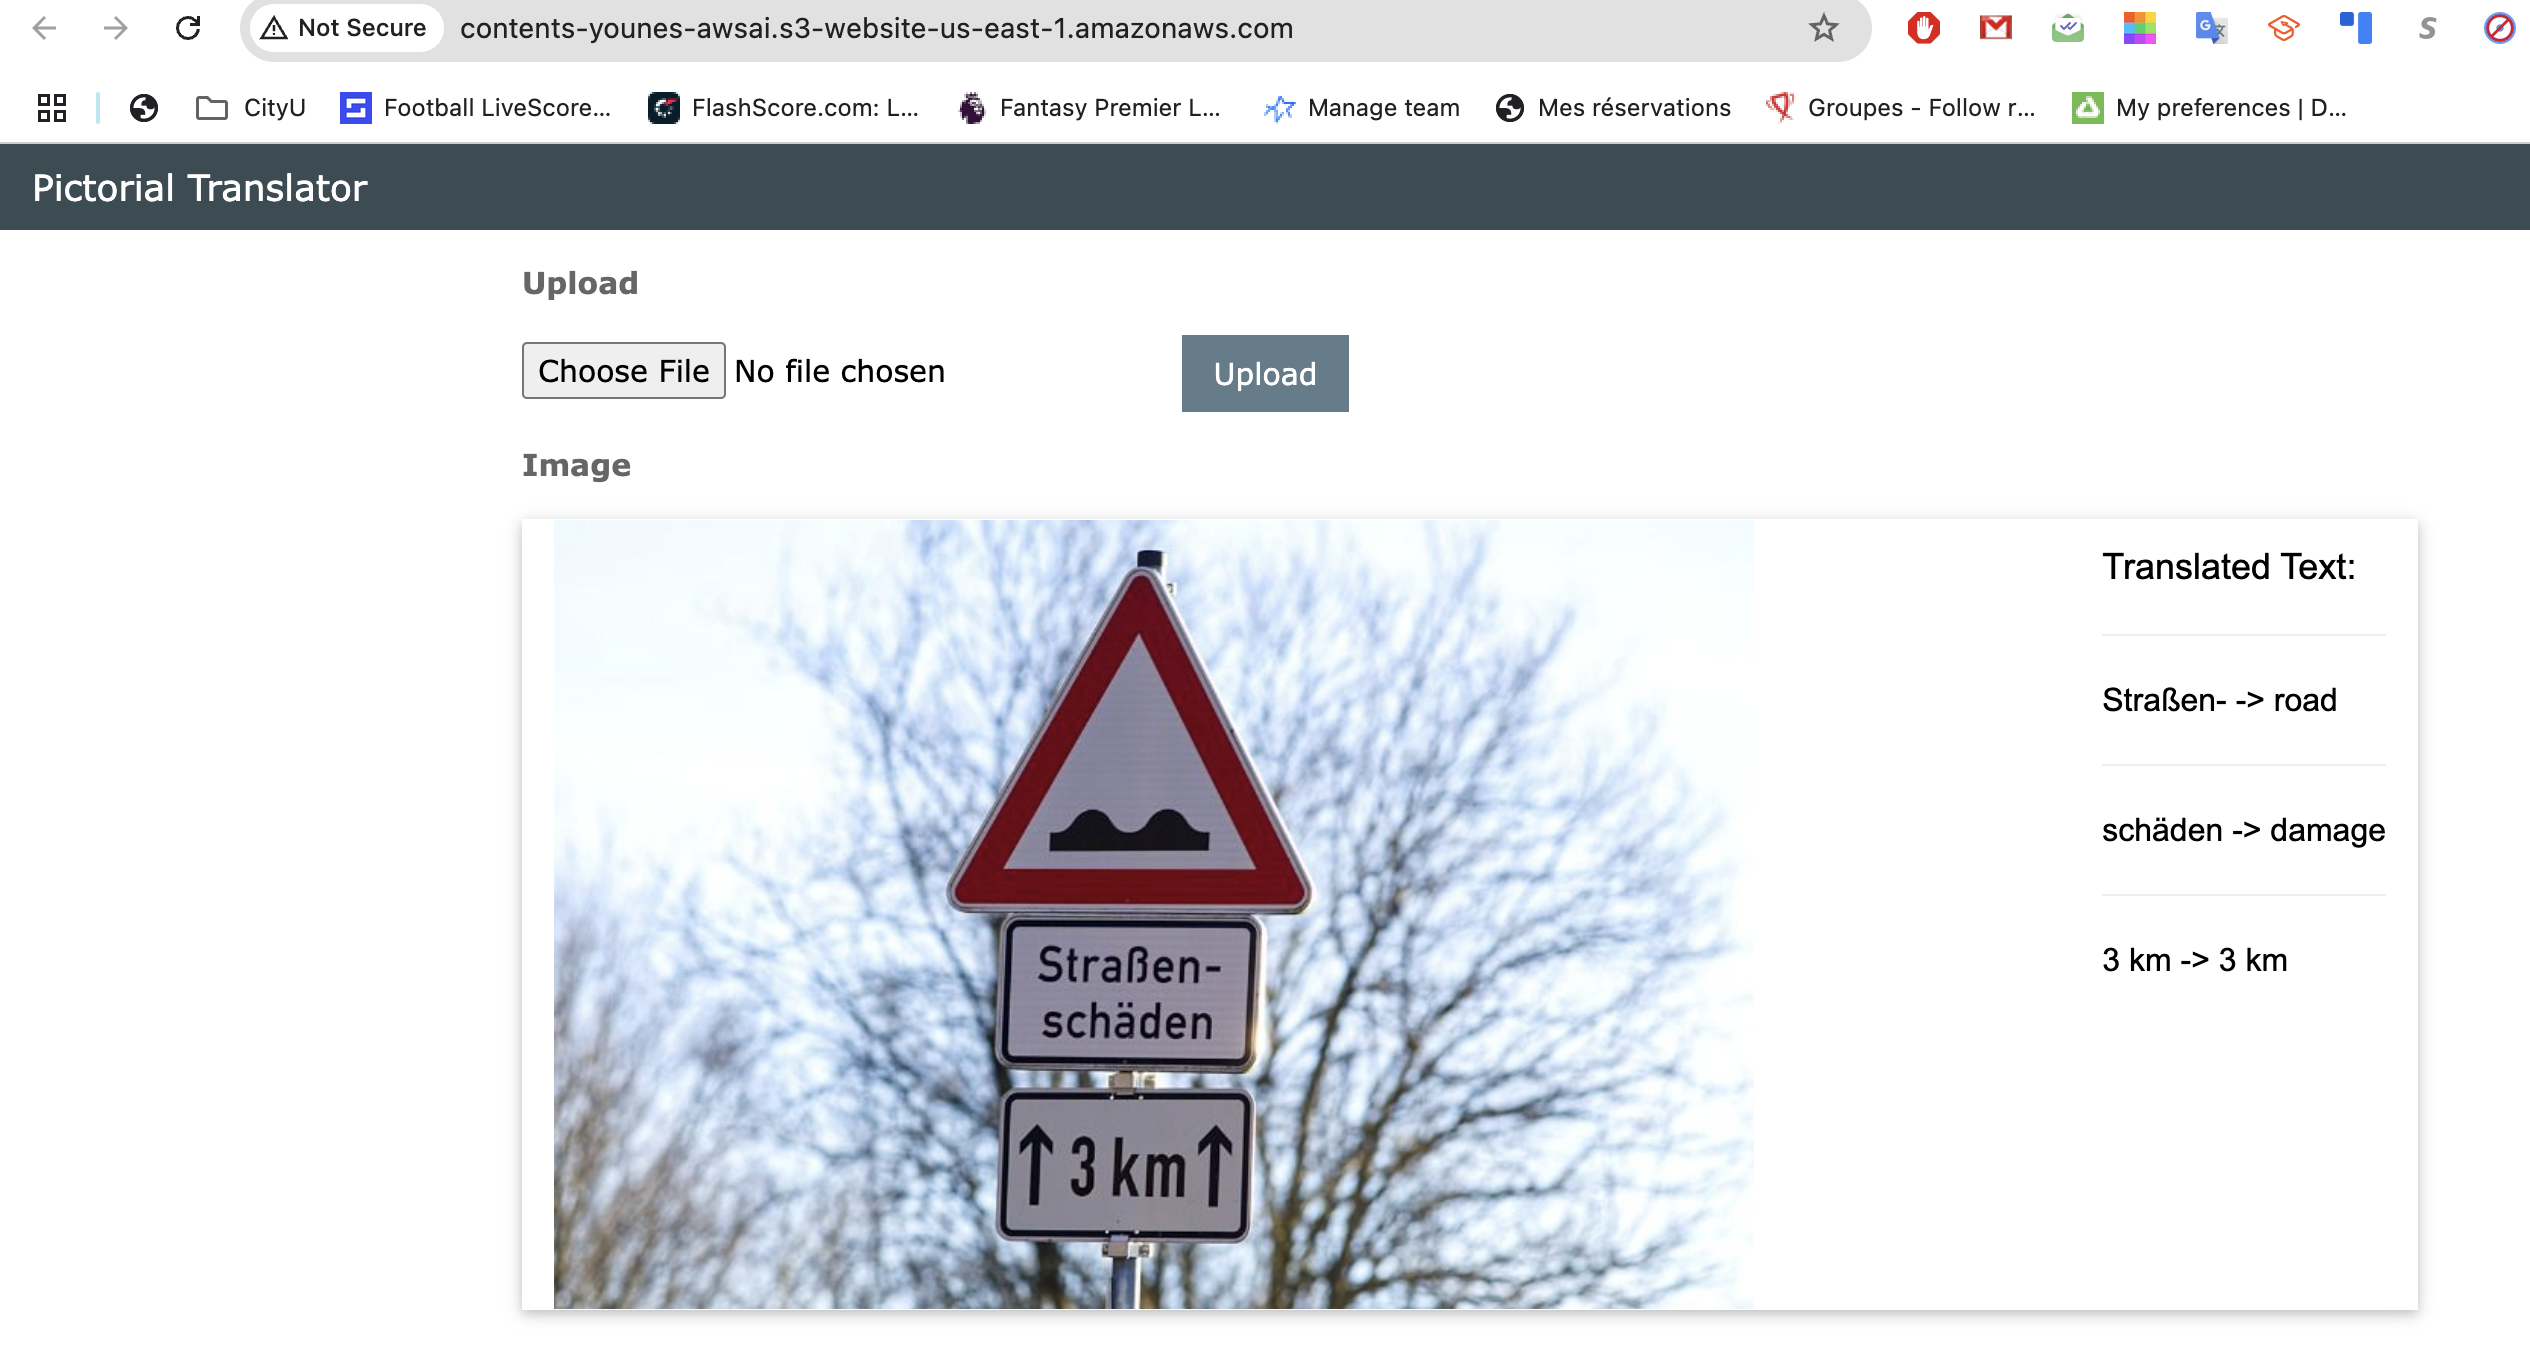 Not Secure
contents-younes-awsai.s3-website-us-east-1.amazonaws.com
CityU
Football LiveScore...
FlashScore.com: L...
Fantasy Premier L...
Manage team
Mes réservations
Groupes - Follow r...
My preferences | D...
Pictorial Translator
Upload
Choose File No file chosen
Upload
Image
Straßen-
schäden
3 km
Translated Text:
Straßen- -> road
schäden -> damage
3 km -> 3 km